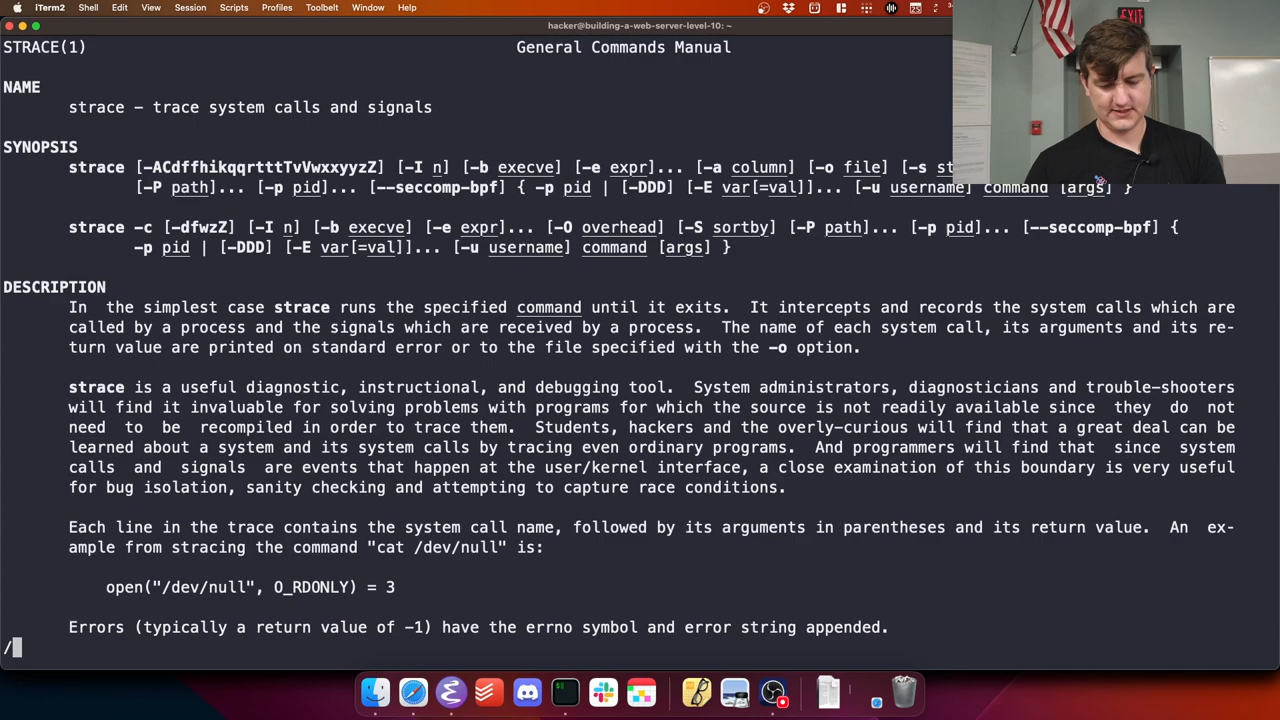 iTerm2 Shell Edit View Session Scripts Profiles Toolbelt Window Help
hacker@building-a-web-server-level-10: ~
EXIT
STRACE(1) General Commands Manual
NAME
strace – trace system calls and signals
SYNOPSIS
strace [-ACdffhikqqrtttTvVwxxyyzZ] [-I n] [-b execve] [-e expr]... [-a column] [-o file] [-s
[-P path]... [-p pid]... [--seccomp-bpf] { -p pid | [-DDD] [-E var[=val]]... [-u username] command [args] }
strace -c [-dfwzZ] [-I n] [-b execve] [-e expr]... [-O overhead] [-S sortby] [-P path]... [-p pid]... [--seccomp-bpf] {
-p pid | [-DDD] [-E var[=val]]... [-u username] command [args] }
DESCRIPTION
In the simplest case strace runs the specified command until it exits. It intercepts and records the system calls which are
called by a process and the signals which are received by a process. The name of each system call, its arguments and its re-
turn value are printed on standard error or to the file specified with the -o option.
strace is a useful diagnostic, instructional, and debugging tool. System administrators, diagnosticians and trouble-shooters
will find it invaluable for solving problems with programs for which the source is not readily available since they do not
need to be recompiled in order to trace them. Students, hackers and the overly-curious will find that a great deal can be
learned about a system and its system calls by tracing even ordinary programs. And programmers will find that since system
calls and signals are events that happen at the user/kernel interface, a close examination of this boundary is very useful
for bug isolation, sanity checking and attempting to capture race conditions.
Each line in the trace contains the system call name, followed by its arguments in parentheses and its return value. An ex-
ample from stracing the command "cat /dev/null" is:
open("/dev/null", O_RDONLY) = 3
Errors (typically a return value of -1) have the errno symbol and error string appended.
/